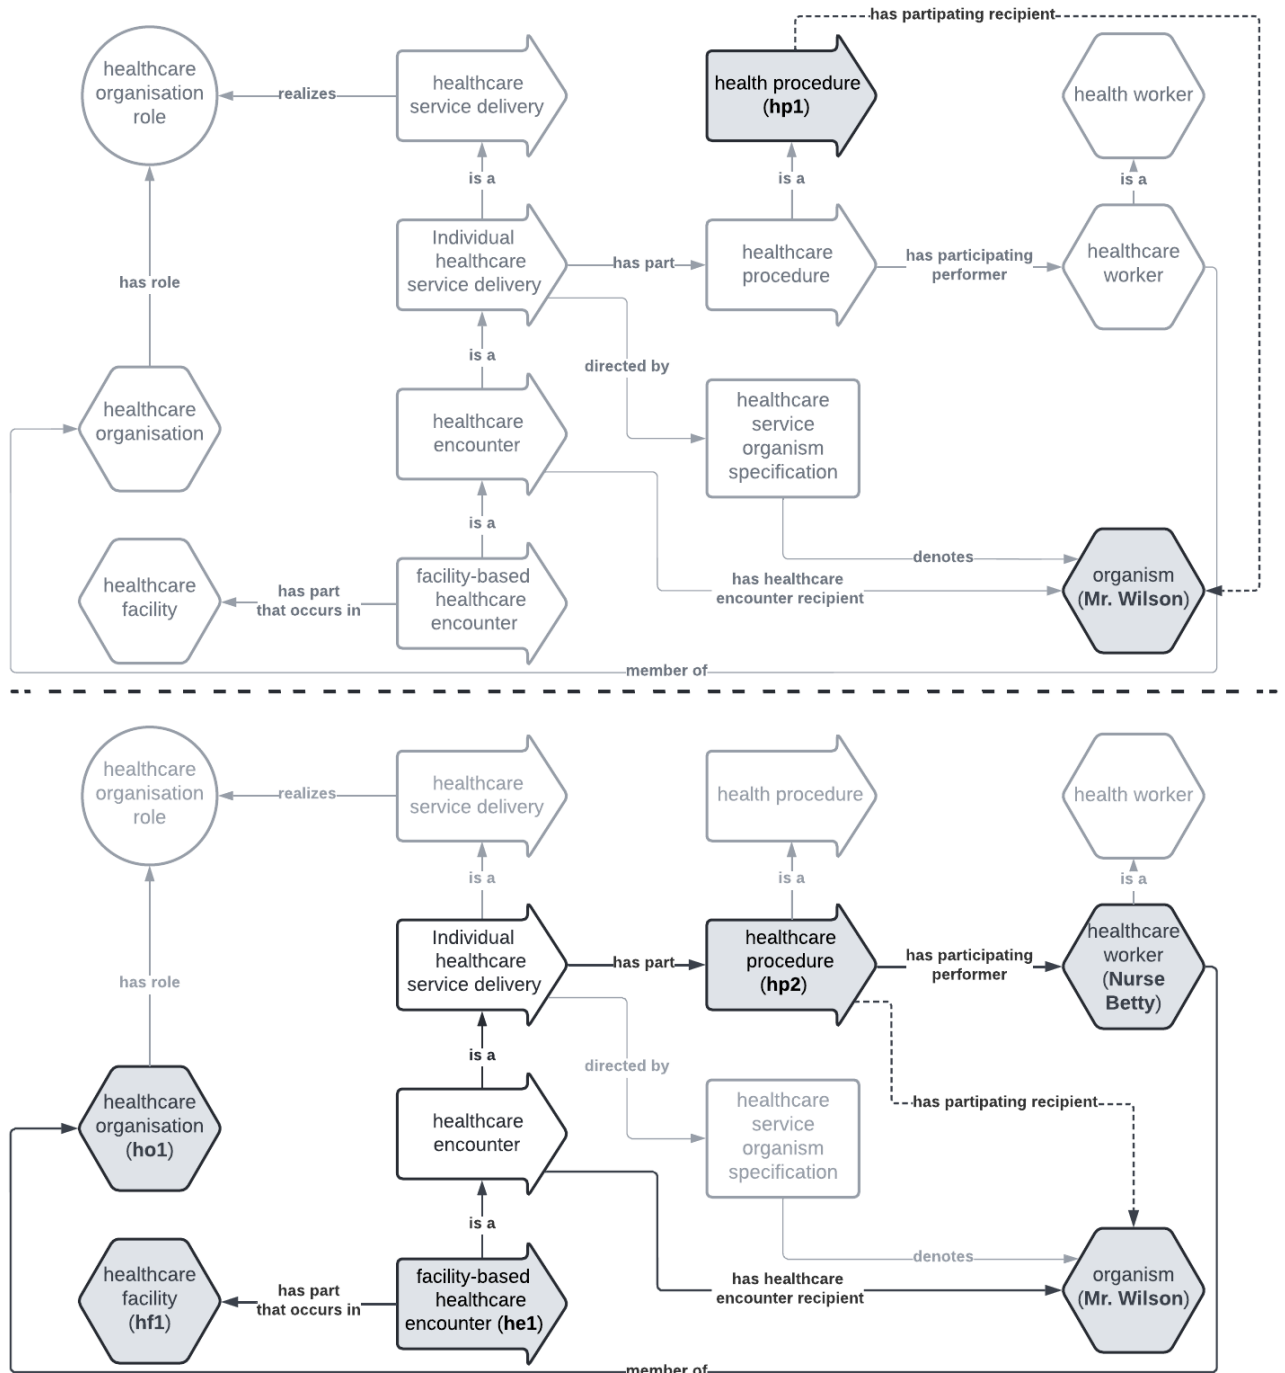 has partipating recipient
healthcare
organisation
role
realizes
healthcare
service delivery
health procedure
(hp1)
health worker
is a
is a
is a
has role
Individual
healthcare
service delivery
has part
healthcare
procedure
has participating
performer
healthcare
worker
is a
directed by
healthcare
organisation
healthcare
encounter
healthcare
service
organism
specification
is a
denotes
healthcare
facility
has part
that occurs in
facility-based
healthcare
encounter
has healthcare
encounter recipient
organism
(Mr. Wilson)
member of
healthcare
organisation
role
realizes
healthcare
service delivery
health procedure
health worker
is a
is a
is a
has role
Individual
healthcare
service delivery
has part
healthcare
procedure
(hp2)
has participating
performer
healthcare
worker
(Nurse
Betty)
is a
directed by
has partipating recipient
healthcare
organisation
(ho1)
healthcare
encounter
healthcare
service
organism
specification
is a
denotes
healthcare
facility
(hf1)
has part
that occurs in
facility-based
healthcare
encounter (he1)
has healthcare
encounter recipient
organism
(Mr. Wilson)
member of